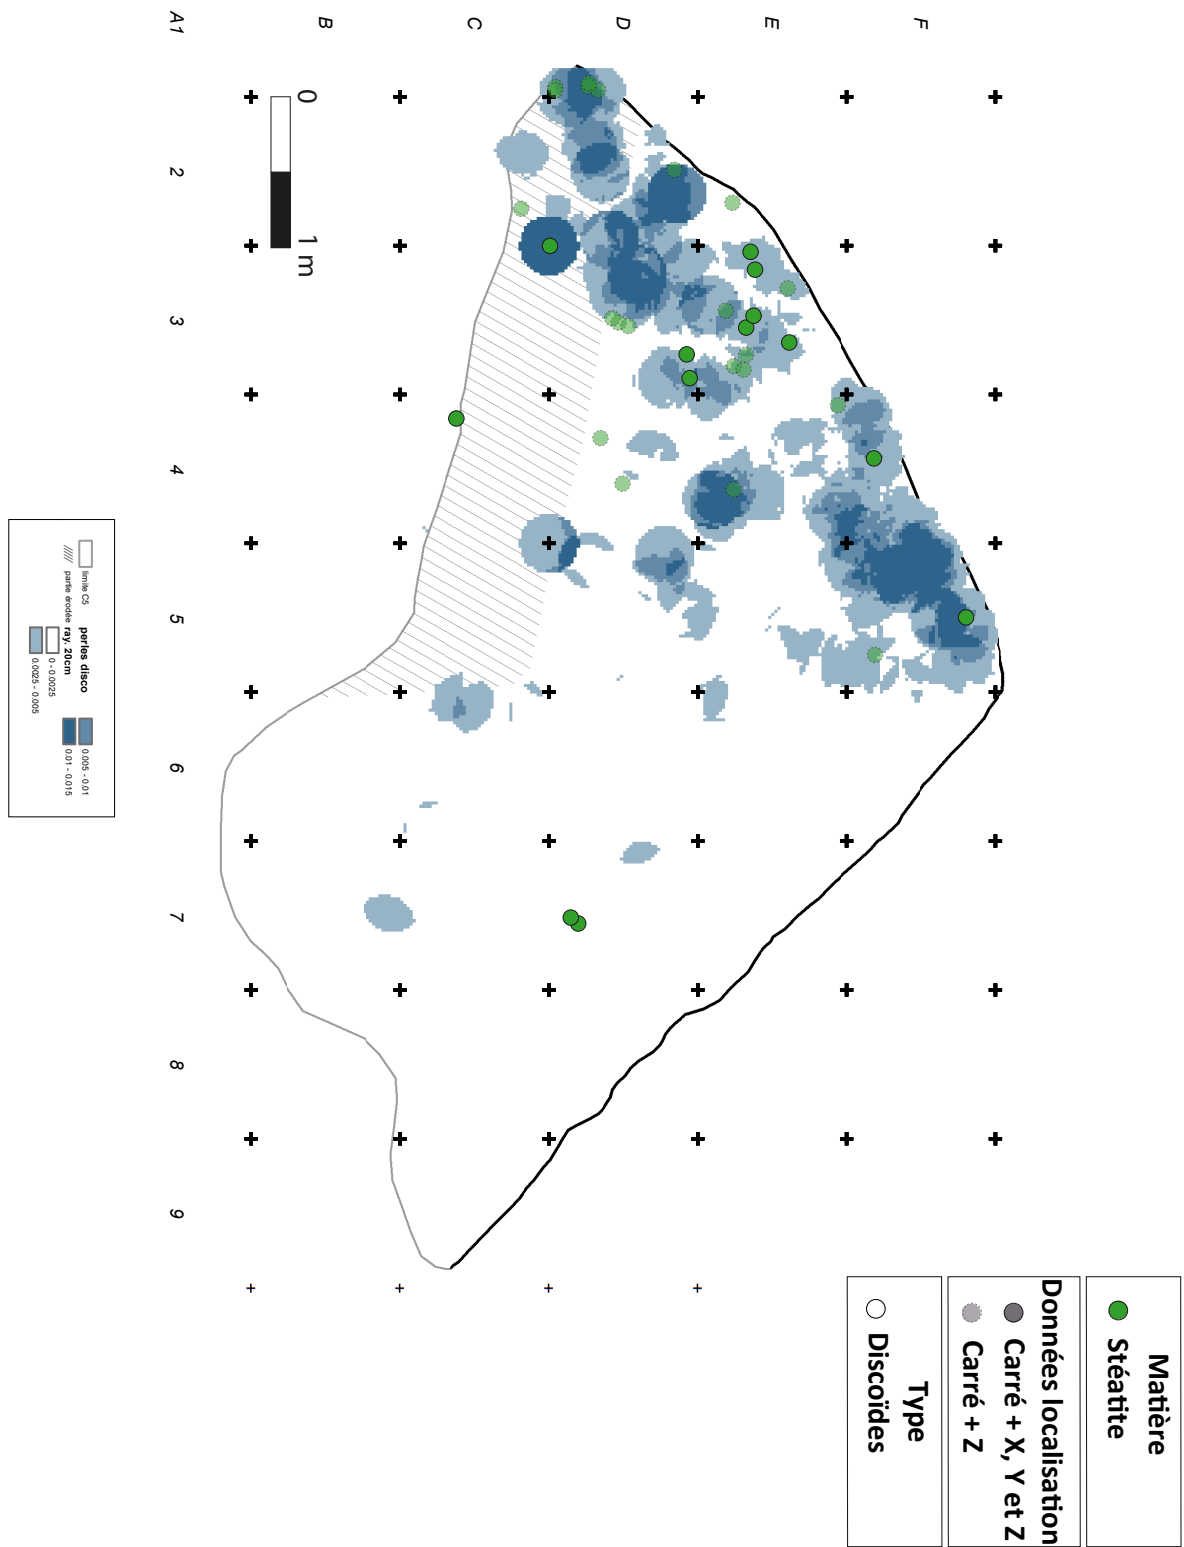 A1
B
C
D
E
F
2
3
4
5
6
7
8
9
0
1 m
Matière
Stéatite
Données localisation
Carré + X, Y et Z
Carré + Z
Type
Discoïdes
limite C5
partie érodée
perles disco
ray. 20cm
0 - 0.0025
0.0025 - 0.005
0.005 - 0.01
0.01 - 0.015